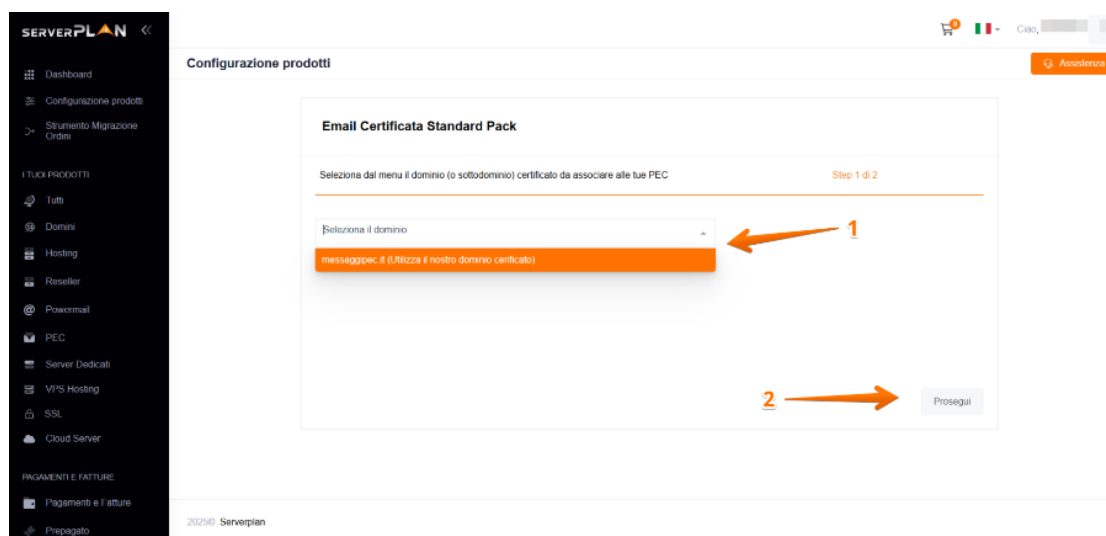 SERVERPLAN
0
Ciao,
Dashboard
Configurazione prodotti
Strumento Migrazione
Ordini
I TUOI PRODOTTI
Tutti
Domini
Hosting
Reseller
Powermail
PEC
Server Dedicati
VPS Hosting
SSL
Cloud Server
PAGAMENTI E FATTURE
Pagamenti e Fatture
Prepagato
Configurazione prodotti
Assistenza
Email Certificata Standard Pack
Seleziona dal menu il dominio (o sottodominio) certificato da associare alle tue PEC
Step 1 di 2
Seleziona il dominio
1
messaggipec.it (Utilizza il nostro dominio cerificato)
2
Prosegui
2025© Serverplan